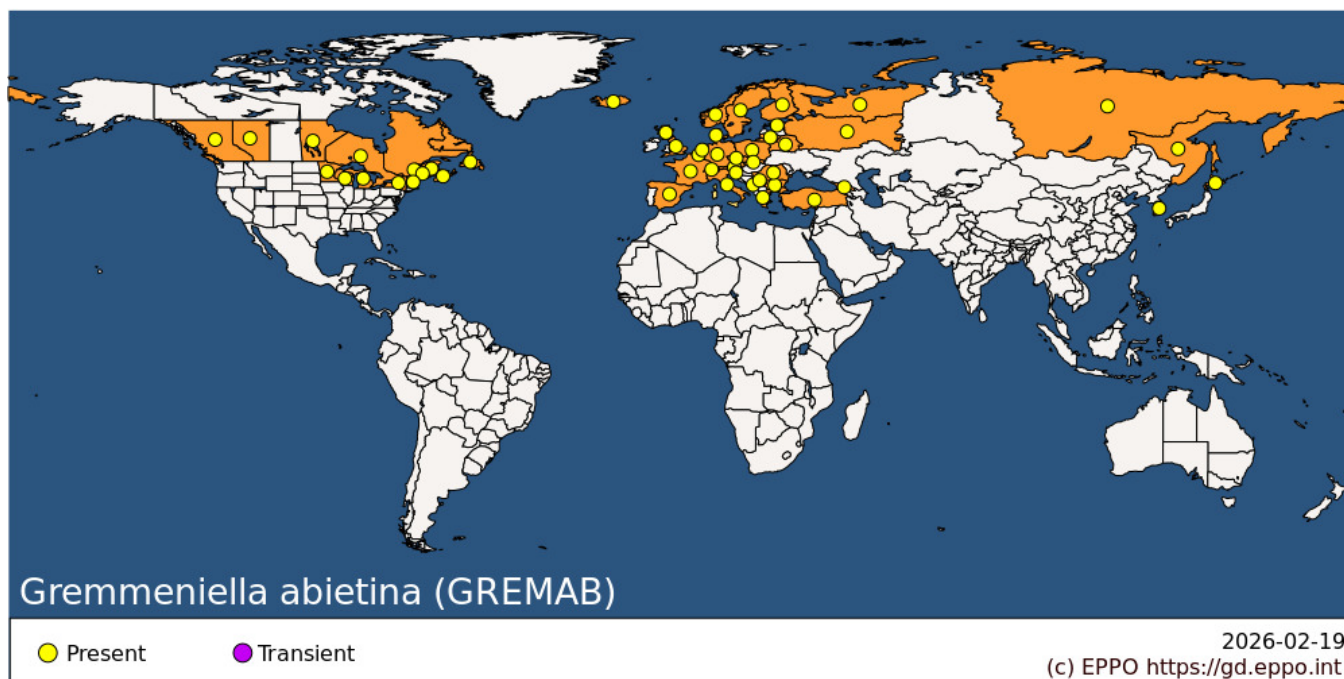 Gremmeniella abietina (GREMAB)
Present
Transient
2026-02-19
(c) EPPO https://gd.eppo.int